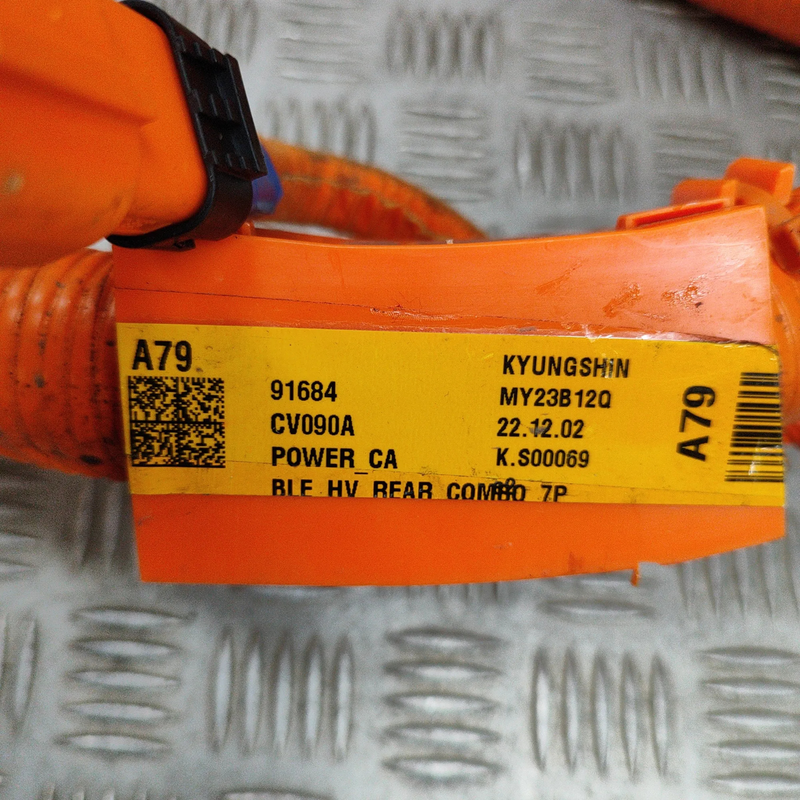 A79
91684
CV090A
POWER_CA
BLE HV REAR COMBO 7P
KYUNGSHIN
MY23B12Q
22.12.02
K.S00069
A79